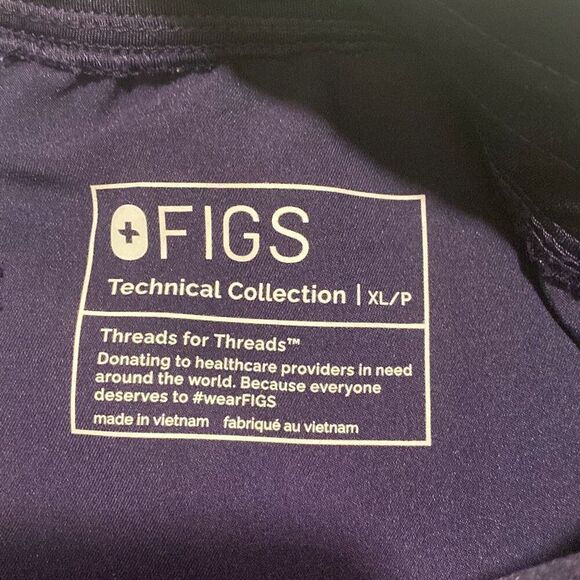 FIGS
Technical Collection | XL/P
Threads for Threads™
Donating to healthcare providers in need
around the world. Because everyone
deserves to #wearFIGS
made in vietnam fabriqué au vietnam